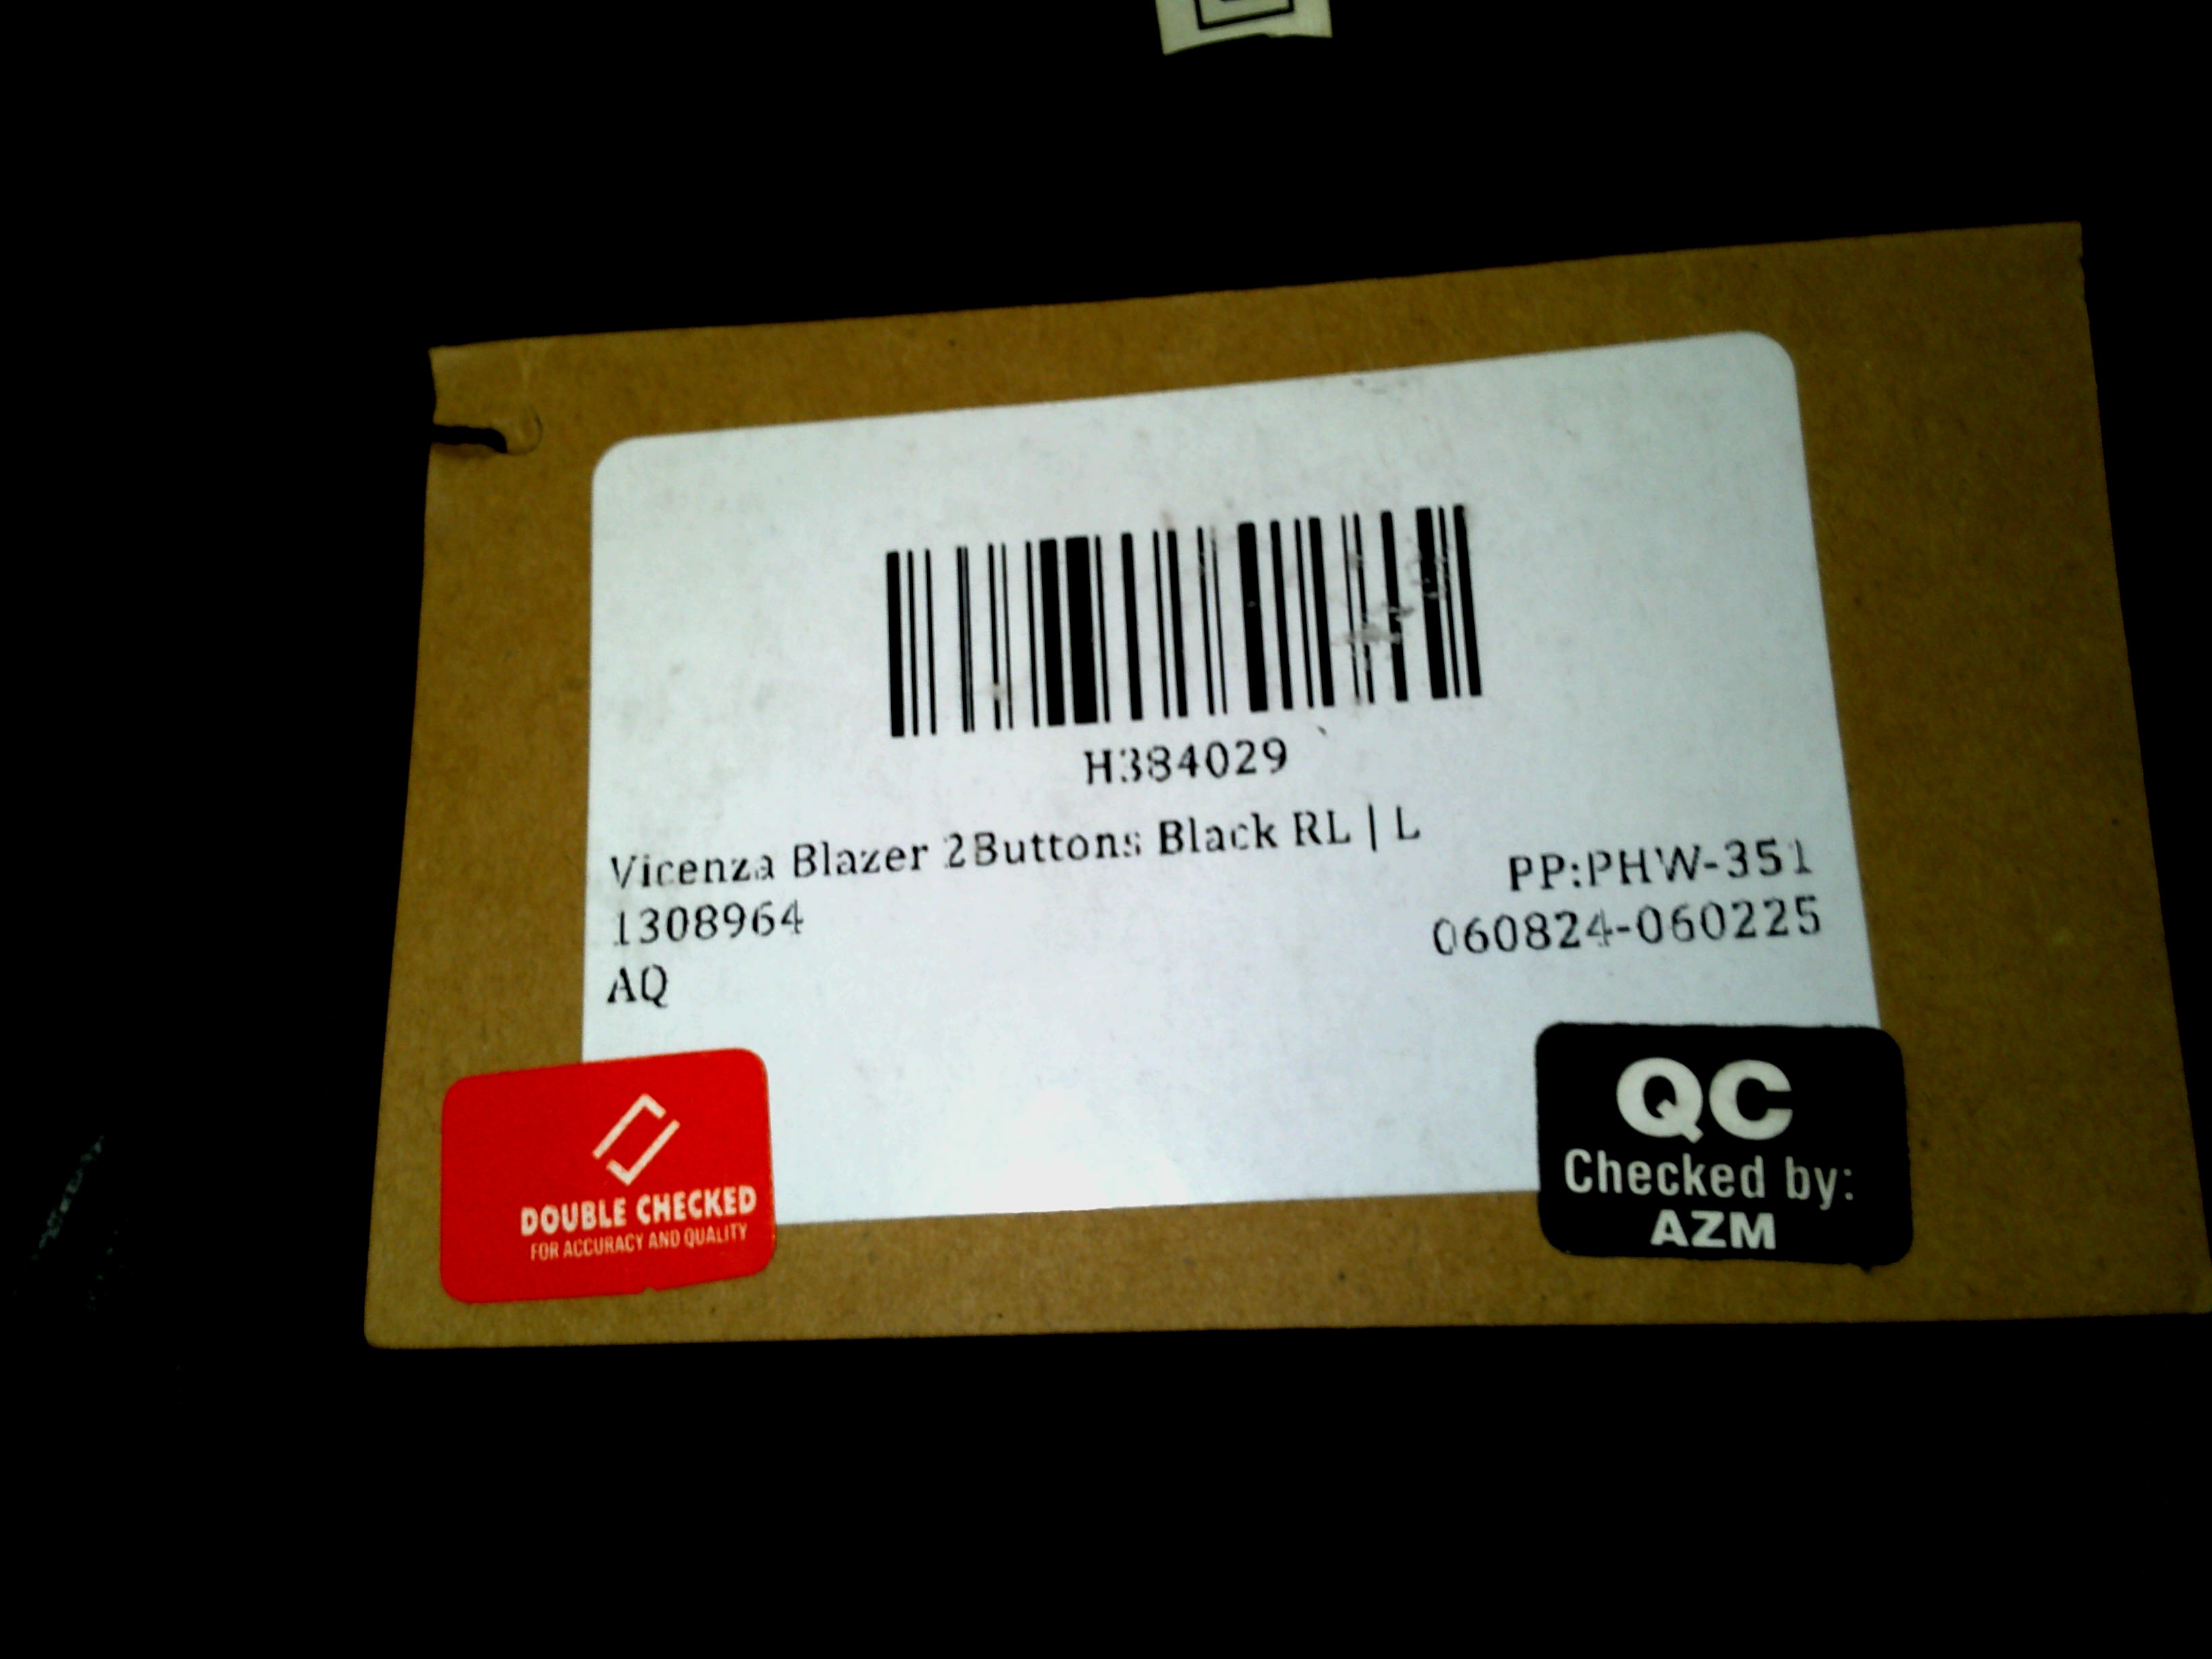 H384029
Vicenza Blazer 2Buttons Black RL | L
PP:PHW-351
1308964
060824-060225
AQ
DOUBLE CHECKED
FOR ACCURACY AND QUALITY
QC
Checked by:
AZM